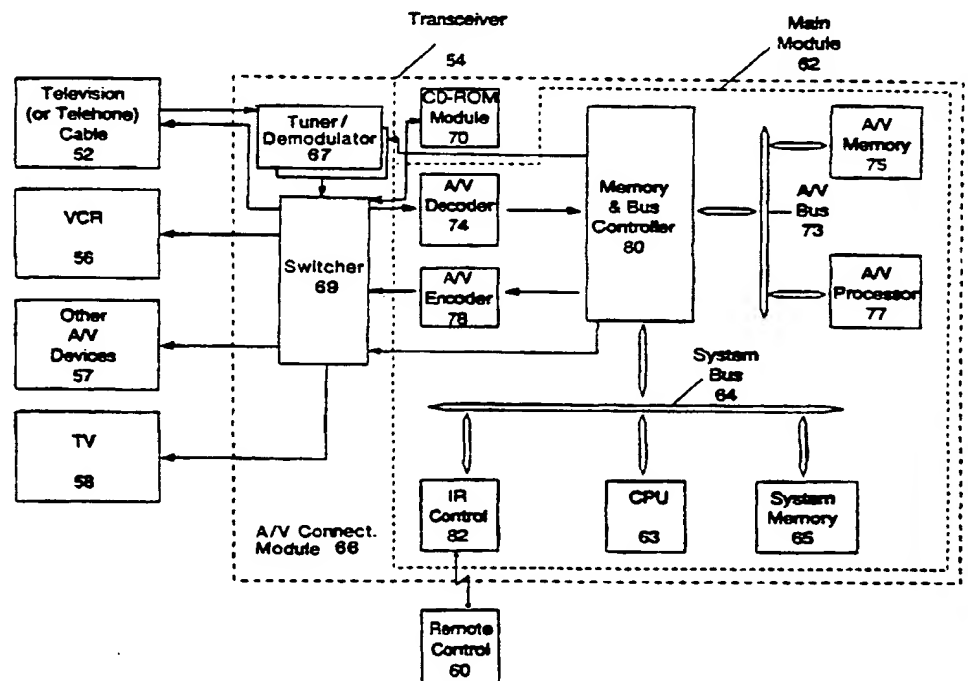 Transceiver
54
Main
Module
62
Television
(or Telehone)
Cable
52
Tuner/
Demodulator
67
CD-ROM
Module
70
Memory
& Bus
Controller
80
A/V
Memory
75
A/V
Bus
73
A/V
Processor
77
VCR
56
Switcher
69
A/V
Decoder
74
A/V
Encoder
78
Other
A/V
Devices
57
System
Bus
64
TV
58
A/V Connect.
Module 66
IR
Control
82
CPU
63
System
Memory
65
Remote
Control
60